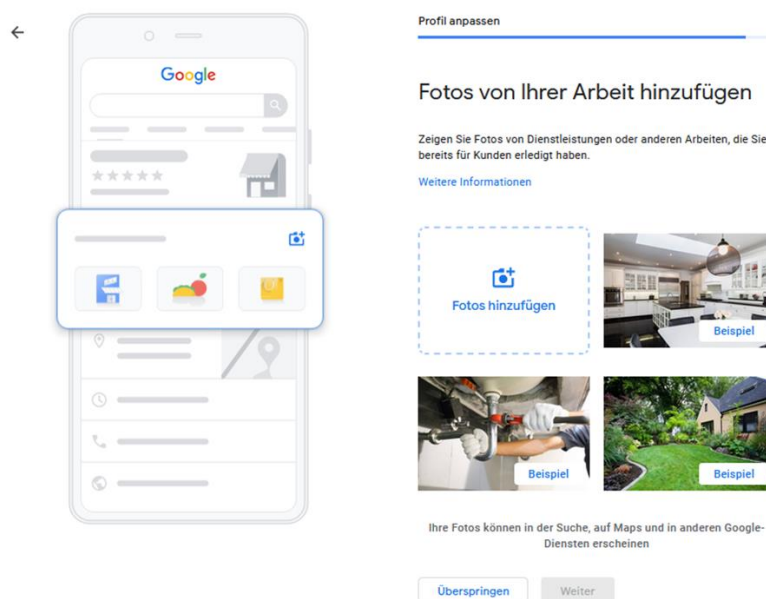 Google
Profil anpassen
Fotos von Ihrer Arbeit hinzufügen
Zeigen Sie Fotos von Dienstleistungen oder anderen Arbeiten, die Sie
bereits für Kunden erledigt haben.
Weitere Informationen
Fotos hinzufügen
Beispiel
Beispiel
Beispiel
Ihre Fotos können in der Suche, auf Maps und in anderen Google-
Diensten erscheinen
Überspringen
Weiter